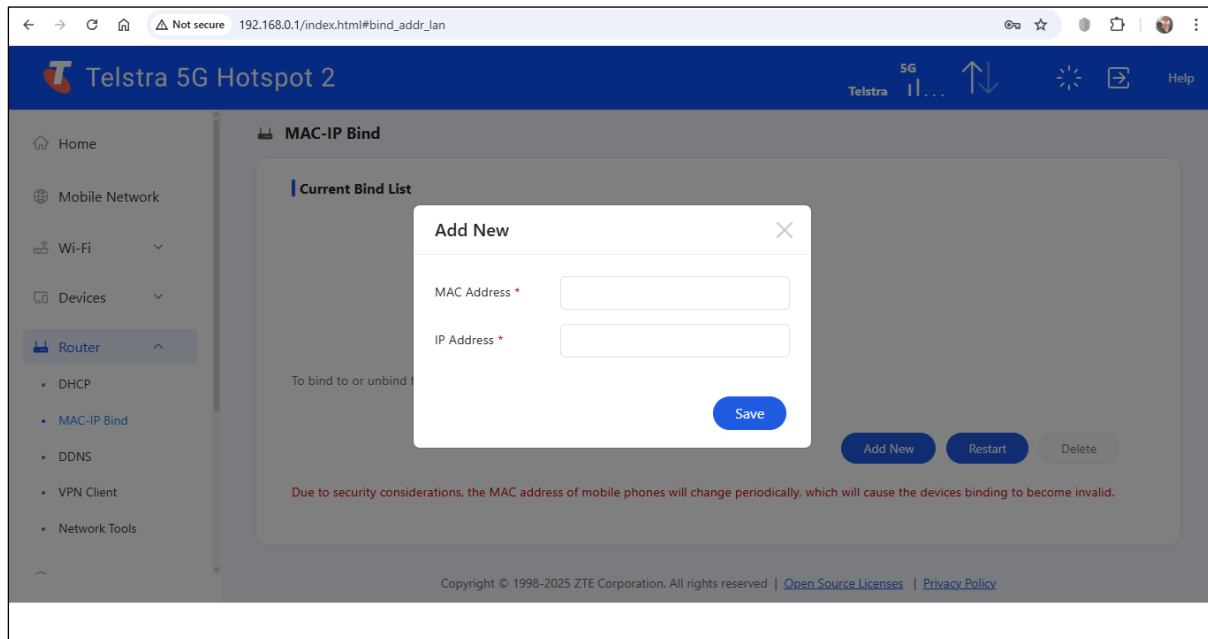 Not secure 192.168.0.1/index.html#bind_addr_lan
Telstra 5G Hotspot 2
5G
Telstra
Help
Home
Mobile Network
Wi-Fi
Devices
Router
DHCP
MAC-IP Bind
DDNS
VPN Client
Network Tools
MAC-IP Bind
Current Bind List
Add New
MAC Address *
IP Address *
Save
To bind to or unbind
Add New Restart Delete
Due to security considerations, the MAC address of mobile phones will change periodically, which will cause the devices binding to become invalid.
Copyright © 1998-2025 ZTE Corporation. All rights reserved | Open Source Licenses | Privacy Policy